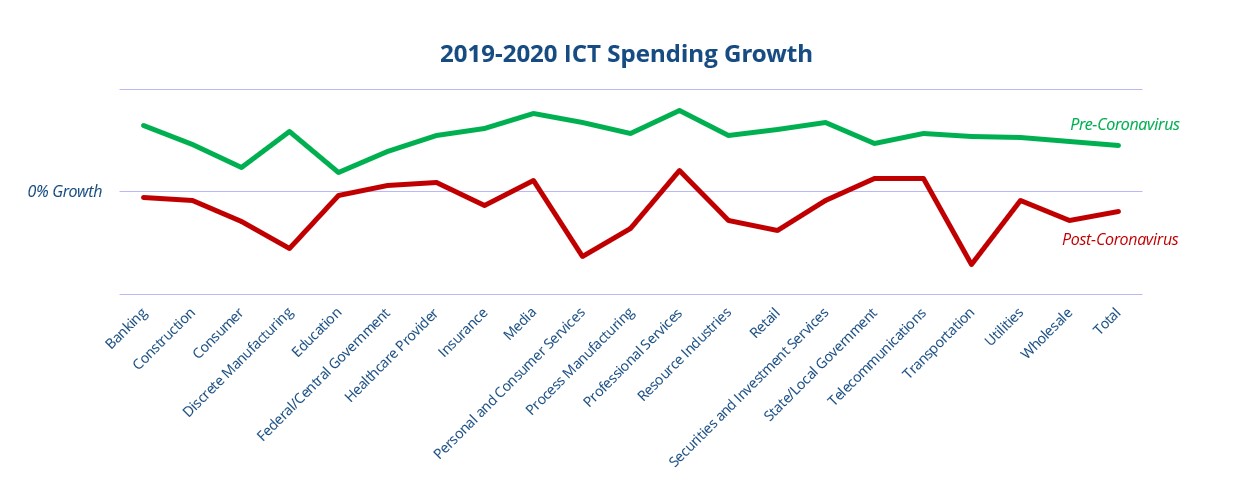 2019-2020 ICT Spending Growth
Pre-Coronavirus
0% Growth
Post-Coronavirus
Banking
Construction
Consumer
Discrete Manufacturing
Education
Federal/Central Government
Healthcare Provider
Insurance
Media
Personal and Consumer Services
Process Manufacturing
Professional Services
Resource Industries
Retail
Securities and Investment Services
State/Local Government
Telecommunications
Transportation
Utilities
Wholesale
Total